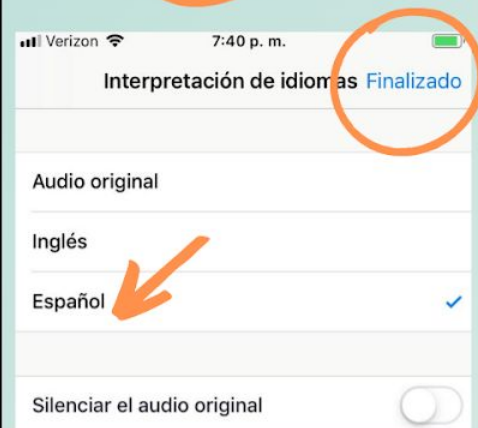 Verizon 7:40 p. m.
Interpretación de idiomas Finalizado
Audio original
Inglés
Español
Silenciar el audio original